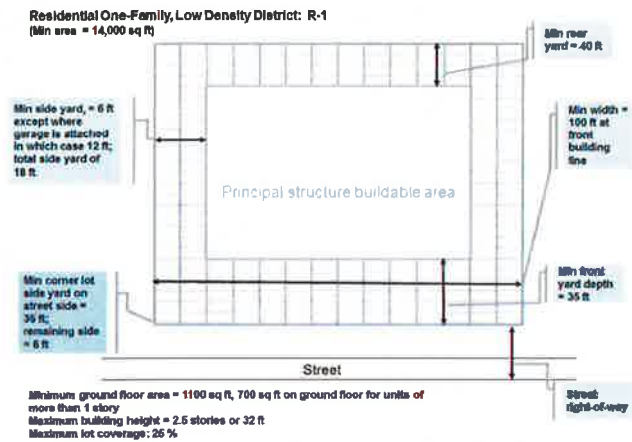 Residential One-Family, Low Density District: R-1
(Min area = 14,000 sq ft)
Min rear
yard = 40 ft
Min side yard, = 6 ft
except where
garage is attached
in which case 12 ft;
total side yard of
18 ft.
Min width =
100 ft at
front
building
line
Principal structure buildable area
Min corner lot
side yard on
street side =
35 ft;
remaining side
= 6 ft
Min front
yard depth
= 35 ft
Street
Street
right-of-way
Minimum ground floor area = 1100 sq ft, 700 sq ft on ground floor for units of
more than 1 story
Maximum building height = 2.5 stories or 32 ft
Maximum lot coverage: 25 %